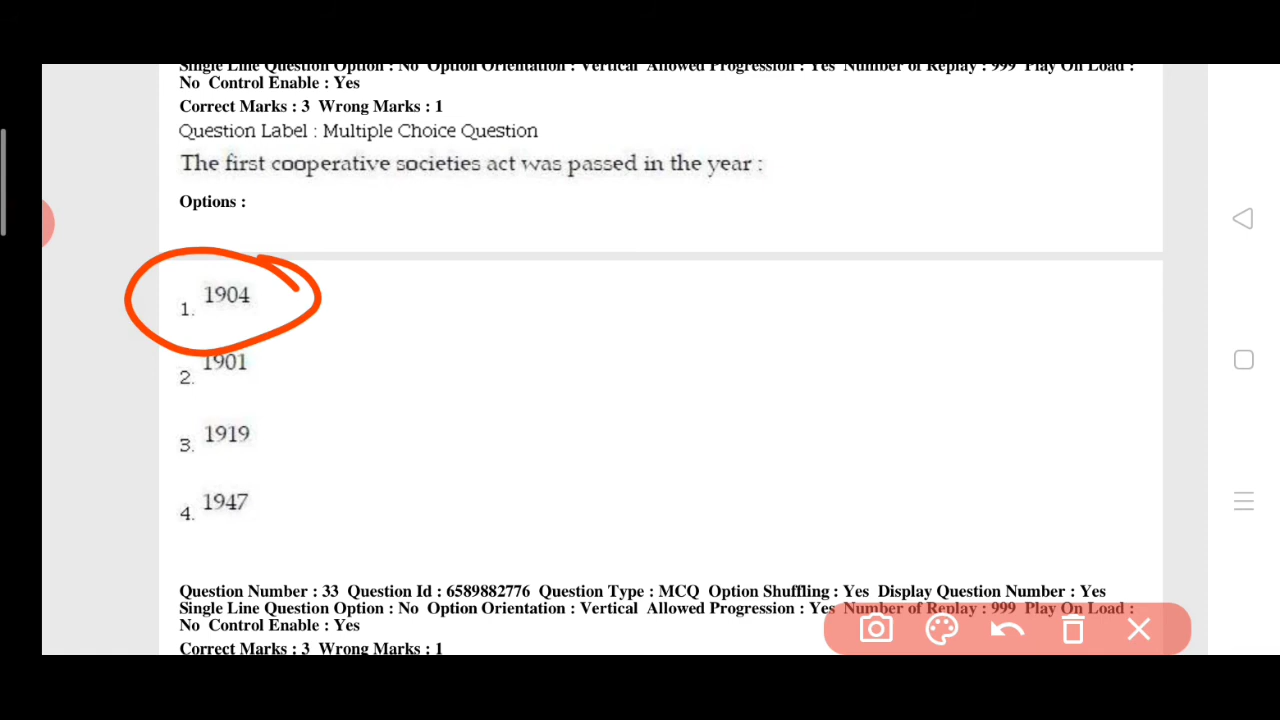 Single Line Question Option : No Option Orientation : Vertical Allowed Progression : Yes Number of Replay : 999 Play On Load :
No Control Enable : Yes
Correct Marks : 3 Wrong Marks : 1
Question Label : Multiple Choice Question
The first cooperative societies act was passed in the year :
Options :
1. 1904
2. 1901
3. 1919
4. 1947
Question Number : 33 Question Id : 6589882776 Question Type : MCQ Option Shuffling : Yes Display Question Number : Yes
Single Line Question Option : No Option Orientation : Vertical Allowed Progression : Yes Number of Replay : 999 Play On Load :
No Control Enable : Yes
Correct Marks : 3 Wrong Marks : 1